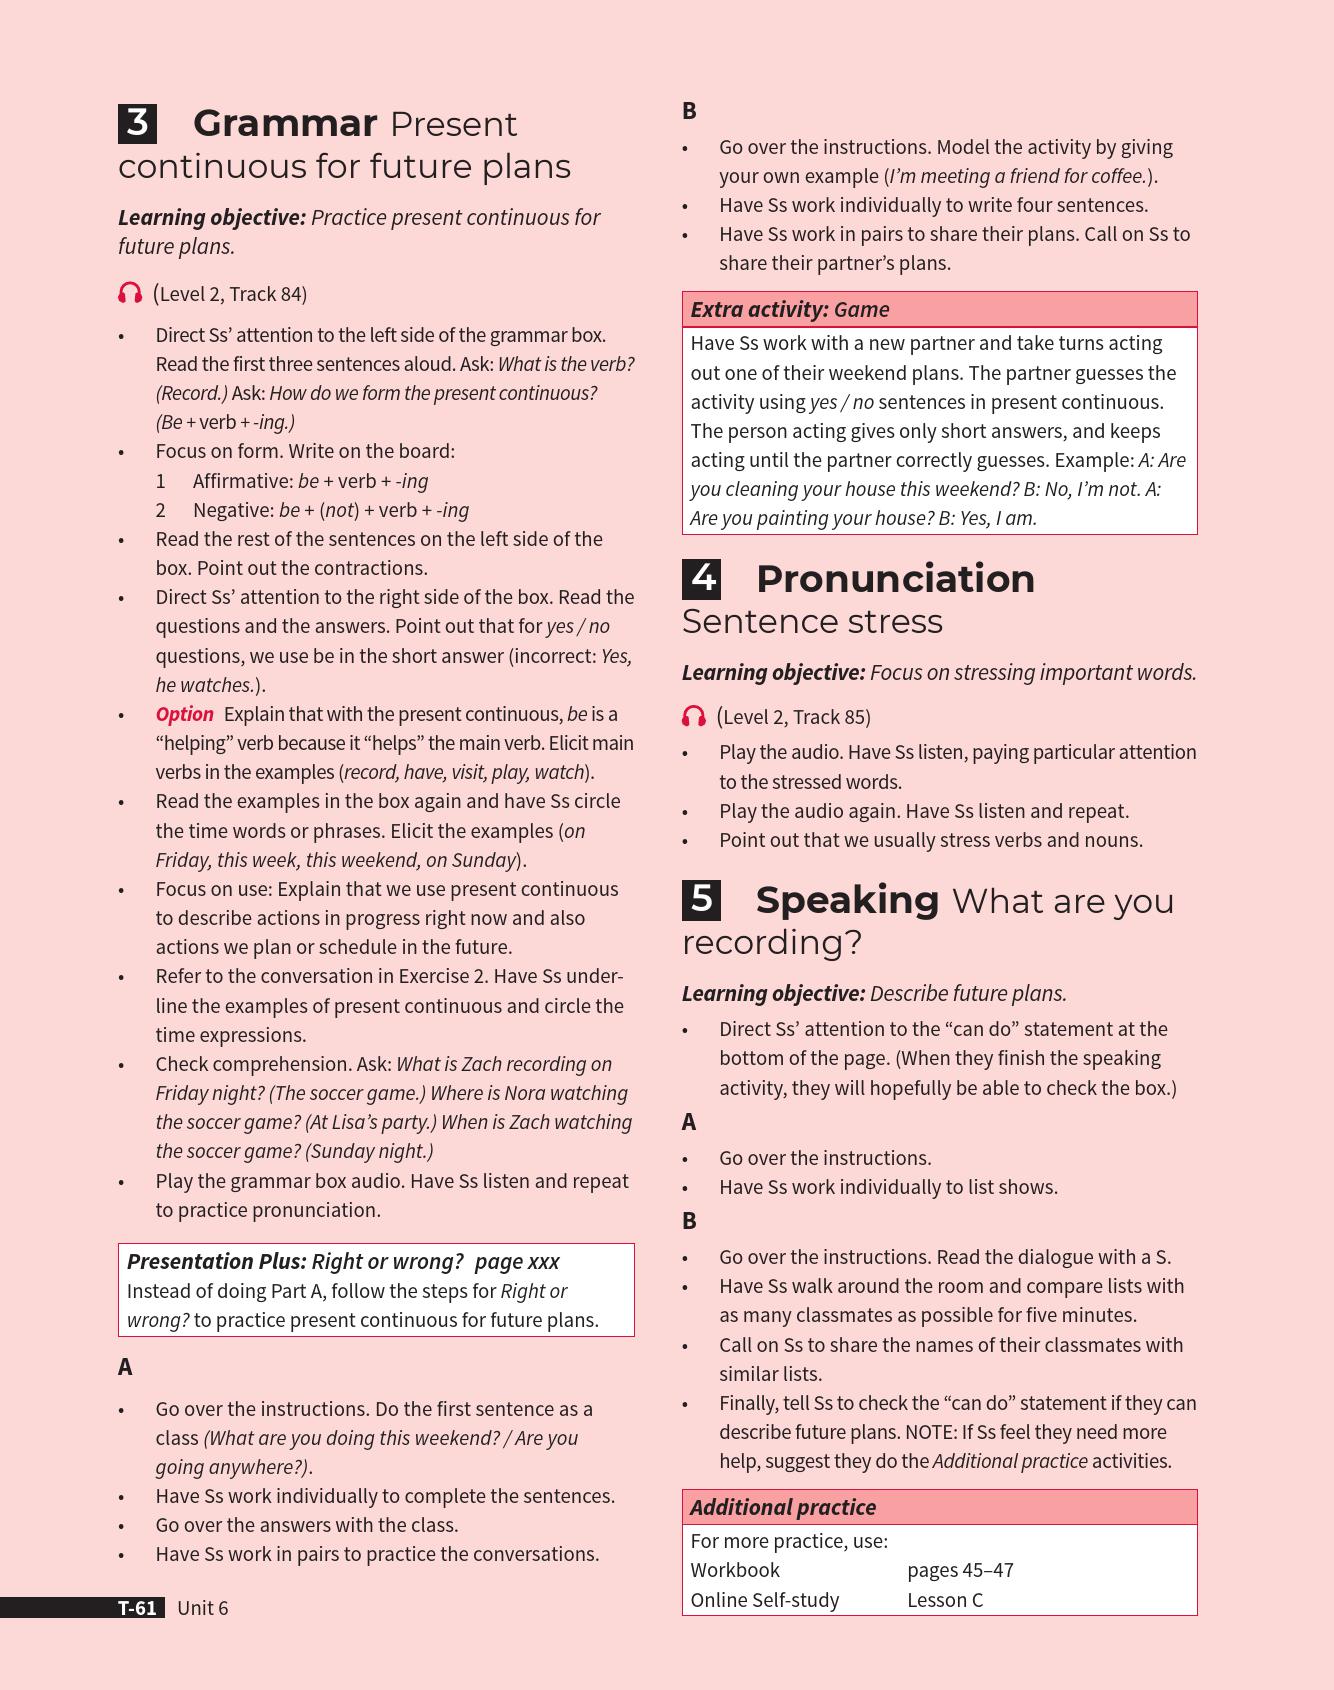 3 Grammar Present
continuous for future plans
Learning objective: Practice present continuous for
future plans.
(Level 2, Track 84)
• Direct Ss’ attention to the left side of the grammar box.
Read the first three sentences aloud. Ask: What is the verb?
(Record.) Ask: How do we form the present continuous?
(Be + verb + -ing.)
• Focus on form. Write on the board:
1 Affirmative: be + verb + -ing
2 Negative: be + (not) + verb + -ing
• Read the rest of the sentences on the left side of the
box. Point out the contractions.
• Direct Ss’ attention to the right side of the box. Read the
questions and the answers. Point out that for yes / no
questions, we use be in the short answer (incorrect: Yes,
he watches.).
• Option Explain that with the present continuous, be is a
“helping” verb because it “helps” the main verb. Elicit main
verbs in the examples (record, have, visit, play, watch).
• Read the examples in the box again and have Ss circle
the time words or phrases. Elicit the examples (on
Friday, this week, this weekend, on Sunday).
• Focus on use: Explain that we use present continuous
to describe actions in progress right now and also
actions we plan or schedule in the future.
• Refer to the conversation in Exercise 2. Have Ss under-
line the examples of present continuous and circle the
time expressions.
• Check comprehension. Ask: What is Zach recording on
Friday night? (The soccer game.) Where is Nora watching
the soccer game? (At Lisa’s party.) When is Zach watching
the soccer game? (Sunday night.)
• Play the grammar box audio. Have Ss listen and repeat
to practice pronunciation.
Presentation Plus: Right or wrong? page xxx
Instead of doing Part A, follow the steps for Right or
wrong? to practice present continuous for future plans.
A
• Go over the instructions. Do the first sentence as a
class (What are you doing this weekend? / Are you
going anywhere?).
• Have Ss work individually to complete the sentences.
• Go over the answers with the class.
• Have Ss work in pairs to practice the conversations.
T-61 Unit 6
B
• Go over the instructions. Model the activity by giving
your own example (I’m meeting a friend for coffee.).
• Have Ss work individually to write four sentences.
• Have Ss work in pairs to share their plans. Call on Ss to
share their partner’s plans.
Extra activity: Game
Have Ss work with a new partner and take turns acting
out one of their weekend plans. The partner guesses the
activity using yes / no sentences in present continuous.
The person acting gives only short answers, and keeps
acting until the partner correctly guesses. Example: A: Are
you cleaning your house this weekend? B: No, I’m not. A:
Are you painting your house? B: Yes, I am.
4 Pronunciation
Sentence stress
Learning objective: Focus on stressing important words.
(Level 2, Track 85)
• Play the audio. Have Ss listen, paying particular attention
to the stressed words.
• Play the audio again. Have Ss listen and repeat.
• Point out that we usually stress verbs and nouns.
5 Speaking What are you
recording?
Learning objective: Describe future plans.
• Direct Ss’ attention to the “can do” statement at the
bottom of the page. (When they finish the speaking
activity, they will hopefully be able to check the box.)
A
• Go over the instructions.
• Have Ss work individually to list shows.
B
• Go over the instructions. Read the dialogue with a S.
• Have Ss walk around the room and compare lists with
as many classmates as possible for five minutes.
• Call on Ss to share the names of their classmates with
similar lists.
• Finally, tell Ss to check the “can do” statement if they can
describe future plans. NOTE: If Ss feel they need more
help, suggest they do the Additional practice activities.
Additional practice
For more practice, use:
Workbook pages 45–47
Online Self-study Lesson C